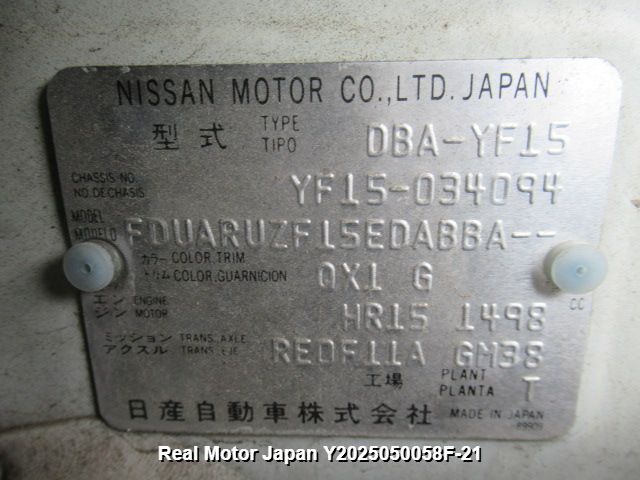 NISSAN MOTOR CO.,LTD. JAPAN
型式 TYPE TIPO DBA-YF15
CHASSIS NO. NO.DE CHASIS YF15-034094
MODEL MODELO FDUARUZF15EDABBA--
カラー トリム COLOR,TRIM COLOR,GUARNICION QX1 G
エンジン ENGINE MOTOR HR15 1498 CC
ミッション アクスル TRANS. AXLE TRANS. EJE RE0F11A GM38
工場 PLANT PLANTA T
日産自動車株式会社 MADE IN JAPAN
Real Motor Japan Y2025050058F-21